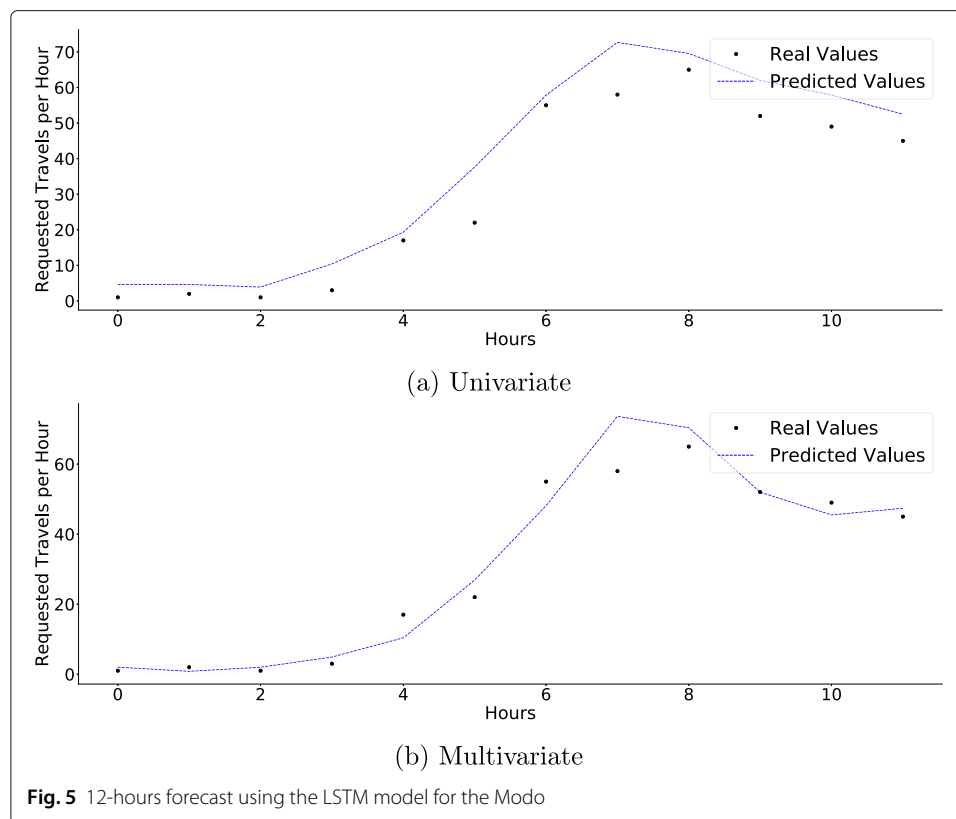 Requested Travels per Hour
70
60
50
40
30
20
10
0
Real Values
Predicted Values
0 2 4 6 8 10
Hours
(a) Univariate
Requested Travels per Hour
60
40
20
0
Real Values
Predicted Values
0 2 4 6 8 10
Hours
(b) Multivariate
Fig. 5 12-hours forecast using the LSTM model for the Modo